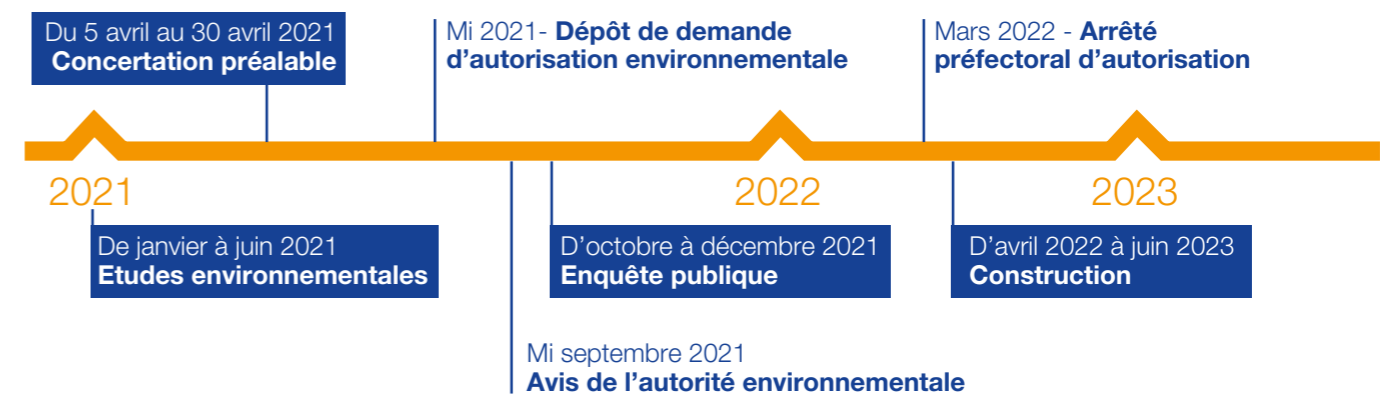 Du 5 avril au 30 avril 2021
Concertation préalable
Mi 2021- Dépôt de demande
d'autorisation environnementale
Mars 2022 - Arrêté
préfectoral d'autorisation
2021
2022
2023
De janvier à juin 2021
Etudes environnementales
D'octobre à décembre 2021
Enquête publique
D'avril 2022 à juin 2023
Construction
Mi septembre 2021
Avis de l'autorité environnementale